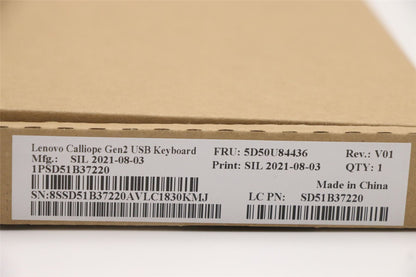 Lenovo Calliope Gen2 USB Keyboard FRU: 5D50U84436 Rev.: V01
Mfg.: SIL 2021-08-03 Print: SIL 2021-08-03 QTY: 1
1PSD51B37220 Made in China
SN:8SSD51B37220AVLC1830KMJ LC PN: SD51B37220